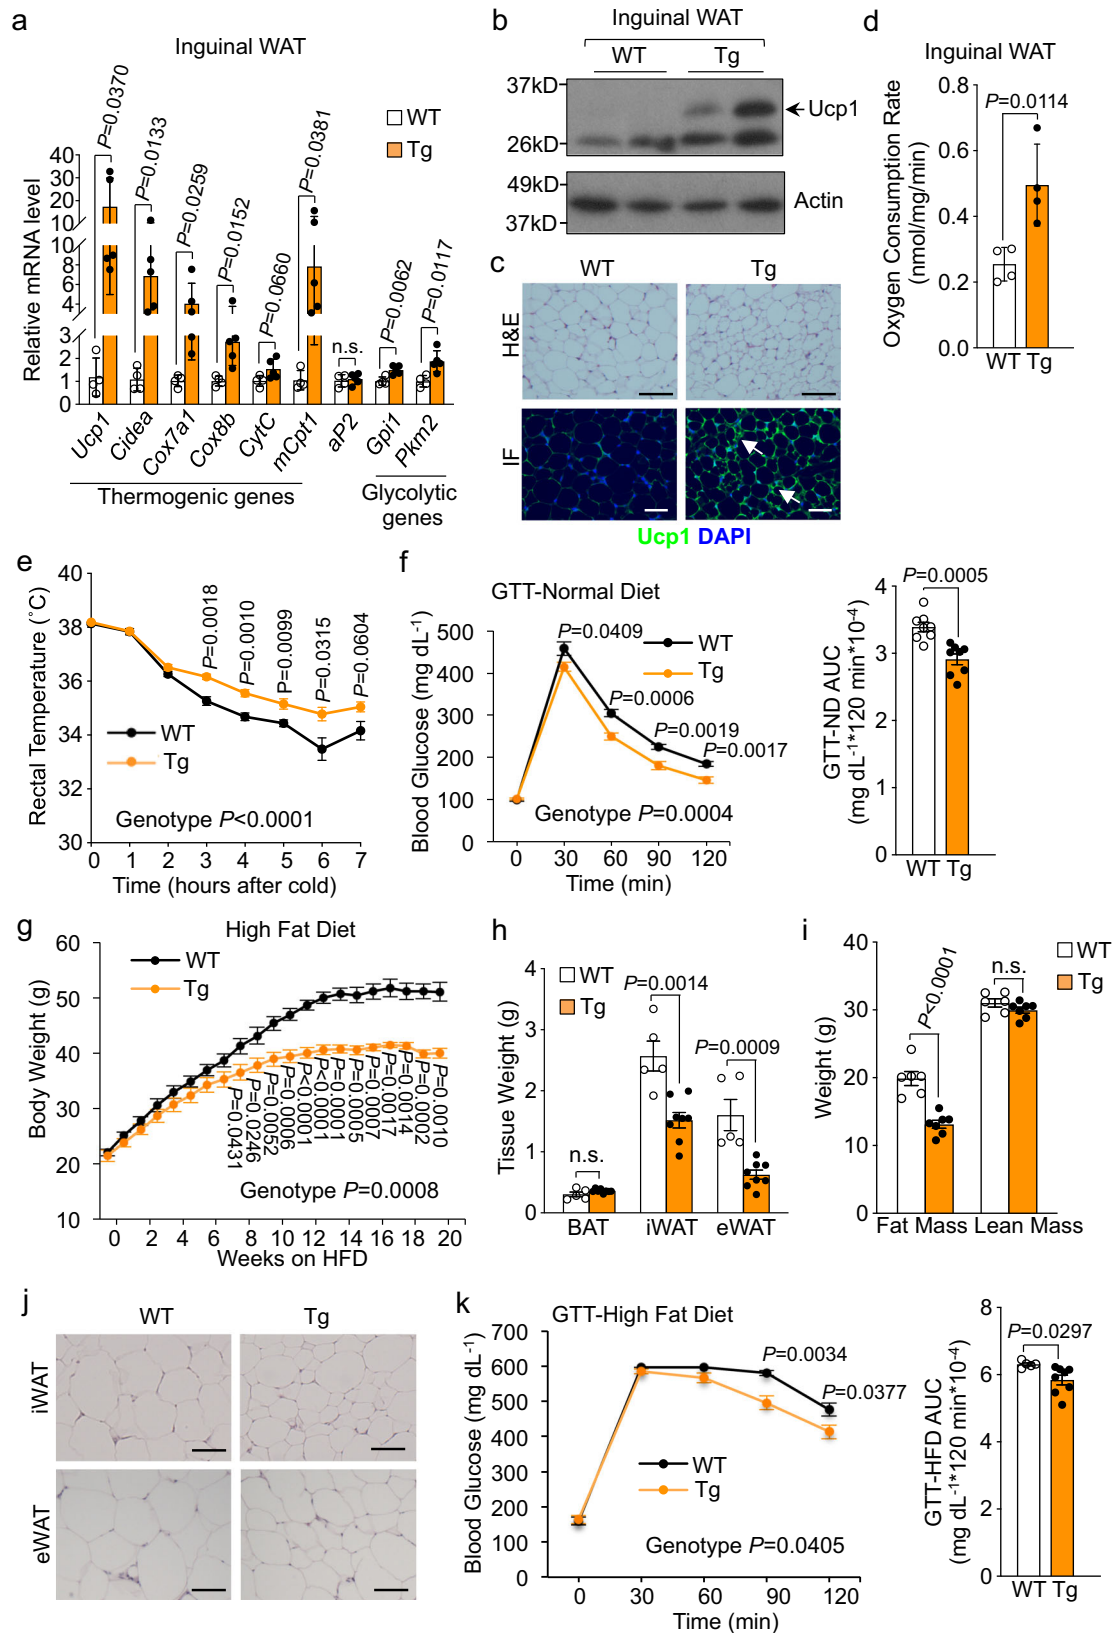 a
Inguinal WAT
WT
Tg
Relative mRNA level
40
30
20
10
10
8
6
4
3
2
1
0
P=0.0370
P=0.0133
P=0.0259
P=0.0152
P=0.0660
P=0.0381
n.s.
P=0.0062
P=0.0117
Ucp1
Cidea
Cox7a1
Cox8b
CytC
mCpt1
aP2
Gpi1
Pkm2
Thermogenic genes
Glycolytic
genes
b
Inguinal WAT
WT Tg
37kD
Ucp1
26kD
49kD
Actin
37kD
c
WT Tg
H&E
IF
Ucp1 DAPI
d
Inguinal WAT
Oxygen Consumption Rate
(nmol/mg/min)
0.8
0.6
0.4
0.2
0.0
P=0.0114
WT Tg
e
Rectal Temperature (˚C)
40
38
36
34
32
30
P=0.0018
P=0.0010
P=0.0099
P=0.0315
P=0.0604
WT
Tg
Genotype P<0.0001
0 1 2 3 4 5 6 7
Time (hours after cold)
f
GTT-Normal Diet
Blood Glucose (mg dL-1)
500
400
300
200
100
0
P=0.0409
P=0.0006
P=0.0019
P=0.0017
WT
Tg
Genotype P=0.0004
0 30 60 90 120
Time (min)
GTT-ND AUC
(mg dL-1*120 min*10-4)
4
3
1
0
P=0.0005
WT Tg
g
High Fat Diet
Body Weight (g)
60
50
40
30
20
10
WT
Tg
P=0.0431
P=0.0246
P=0.0052
P=0.0006
P<0.0001
P<0.0001
P=0.0001
P=0.0005
P=0.0007
P=0.0017
P=0.0014
P=0.0002
P=0.0010
Genotype P=0.0008
0 2 4 6 8 10 12 14 16 18 20
Weeks on HFD
h
Tissue Weight (g)
4
3
2
1
0
WT
Tg
n.s.
P=0.0014
P=0.0009
BAT iWAT eWAT
i
Weight (g)
40
30
20
10
0
P<0.0001
n.s.
WT
Tg
Fat Mass Lean Mass
j
WT Tg
iWAT
eWAT
k
GTT-High Fat Diet
Blood Glucose (mg dL-1)
700
600
500
400
300
200
100
0
P=0.0034
P=0.0377
WT
Tg
Genotype P=0.0405
0 30 60 90 120
Time (min)
GTT-HFD AUC
(mg dL-1*120 min*10-4)
8
6
4
2
0
P=0.0297
WT Tg